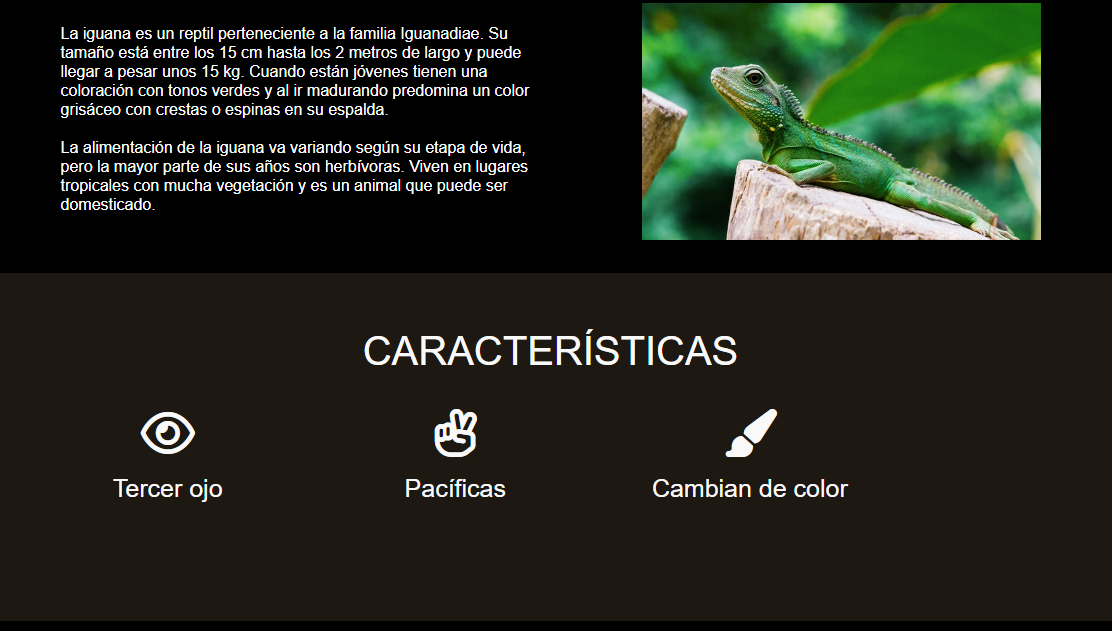 La iguana es un reptil perteneciente a la familia Iguanadiae. Su
tamaño está entre los 15 cm hasta los 2 metros de largo y puede
llegar a pesar unos 15 kg. Cuando están jóvenes tienen una
coloración con tonos verdes y al ir madurando predomina un color
grisáceo con crestas o espinas en su espalda.
La alimentación de la iguana va variando según su etapa de vida,
pero la mayor parte de sus años son herbívoras. Viven en lugares
tropicales con mucha vegetación y es un animal que puede ser
domesticado.
CARACTERÍSTICAS
Tercer ojo
Pacíficas
Cambian de color